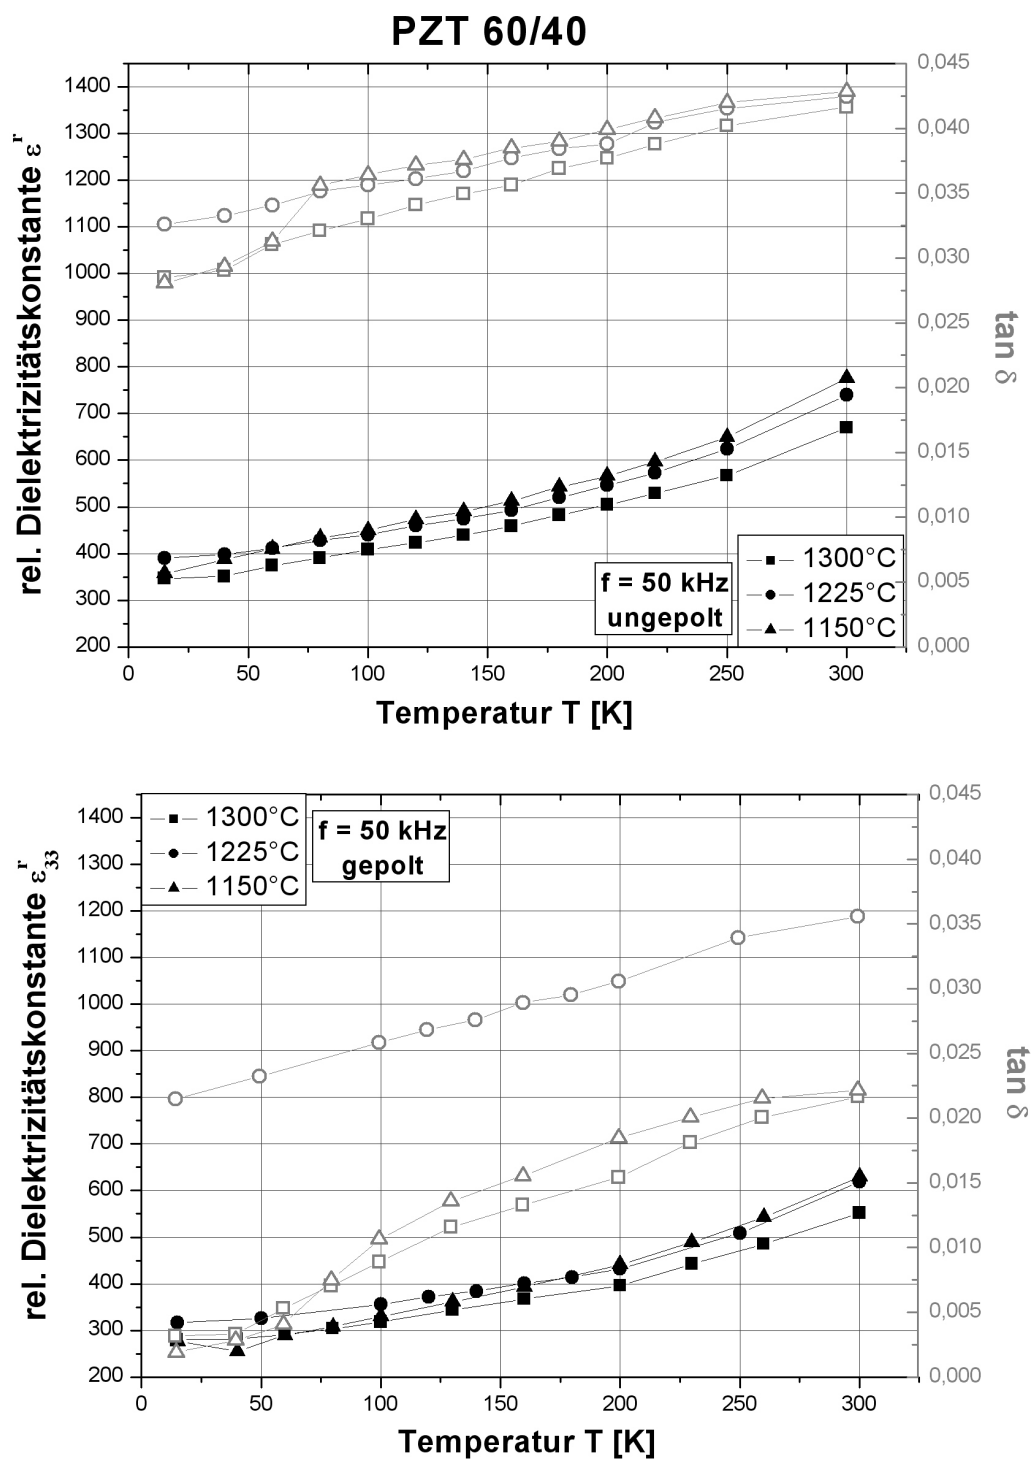 PZT 60/40
rel. Dielektrizitätskonstante ε^r
1400
1300
1200
1100
1000
900
800
700
600
500
400
300
200
0,045
0,040
0,035
0,030
0,025
0,020
0,015
0,010
0,005
0,000
tan δ
f = 50 kHz
ungepolt
1300°C
1225°C
1150°C
0 50 100 150 200 250 300
Temperatur T [K]
rel. Dielektrizitätskonstante ε^r_33
1400
1300
1200
1100
1000
900
800
700
600
500
400
300
200
1300°C
1225°C
1150°C
f = 50 kHz
gepolt
0,045
0,040
0,035
0,030
0,025
0,020
0,015
0,010
0,005
0,000
tan δ
0 50 100 150 200 250 300
Temperatur T [K]